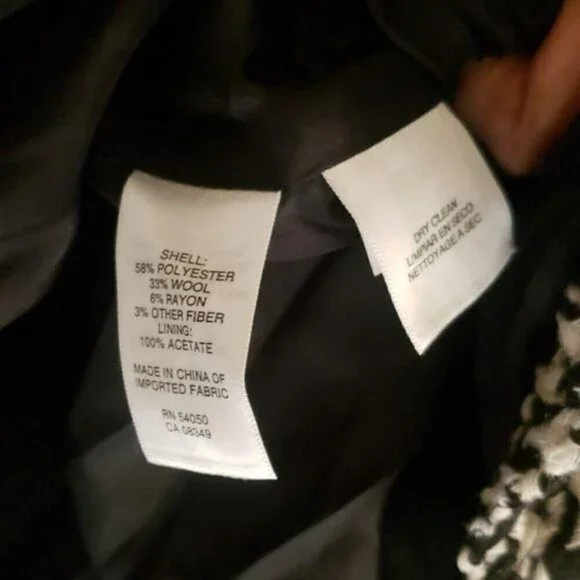 SHELL:
58% POLYESTER
33% WOOL
6% RAYON
3% OTHER FIBER
LINING:
100% ACETATE
MADE IN CHINA OF
IMPORTED FABRIC
RN 54050
CA 08349
DRY CLEAN
LIMPIAR EN SECO
NETTOYAGE A SEC